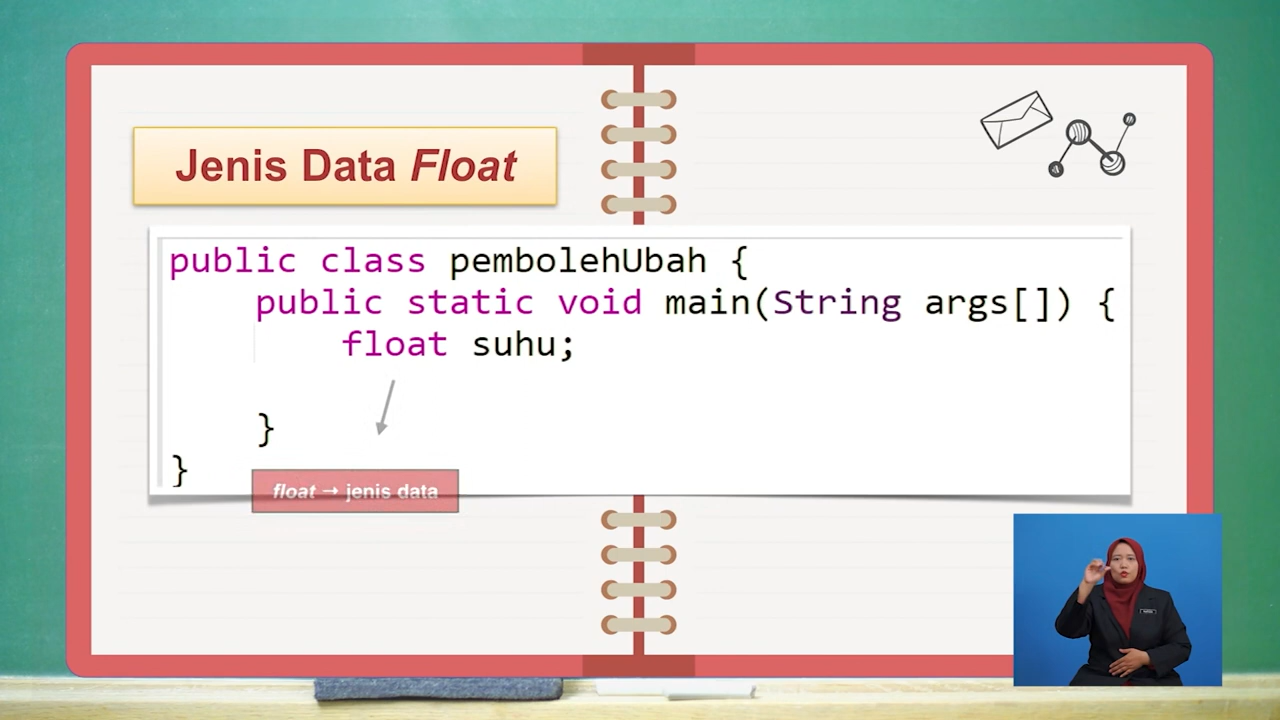 Jenis Data Float
public class pembolehUbah {
public static void main(String args[]) {
float suhu;
}
}
float → jenis data